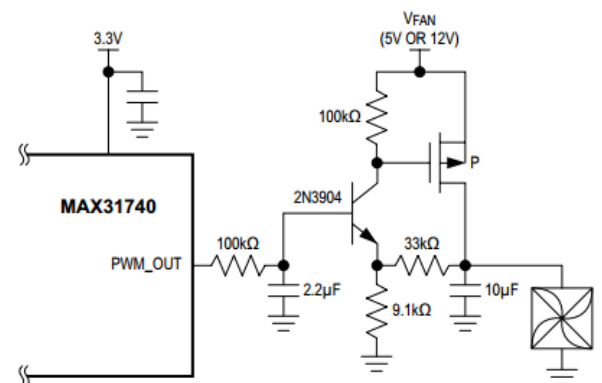 VFAN
(5V OR 12V)
3.3V
100kΩ
P
MAX31740
2N3904
PWM_OUT
100kΩ
33kΩ
2.2µF
9.1kΩ
10µF